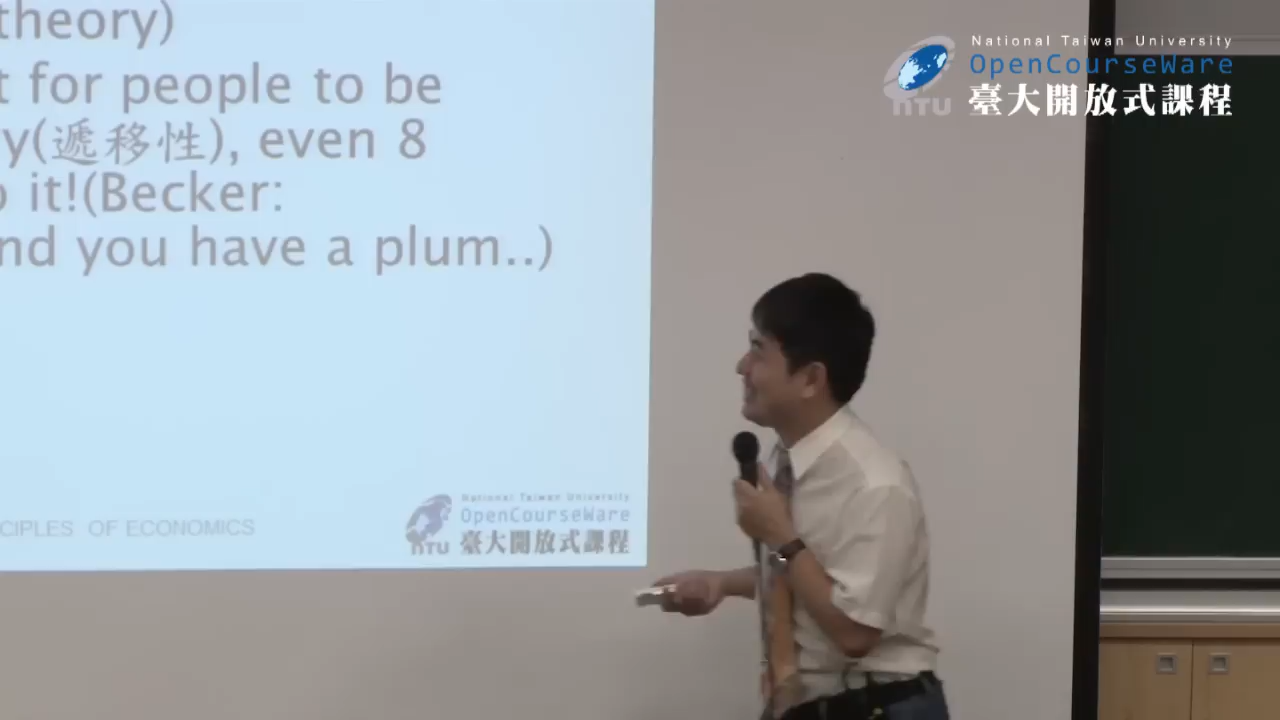 theory)
t for people to be
y(遞移性), even 8
o it!(Becker:
nd you have a plum..)
CIPLES OF ECONOMICS
National Taiwan University
OpenCourseWare
NTU 臺大開放式課程
National Taiwan University
OpenCourseWare
NTU 臺大開放式課程